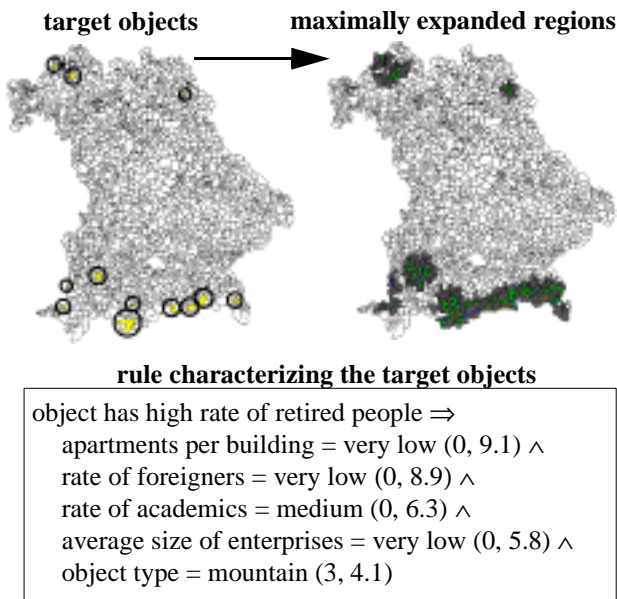 target objects
maximally expanded regions
rule characterizing the target objects
object has high rate of retired people ⇒
apartments per building = very low (0, 9.1) ∧
rate of foreigners = very low (0, 8.9) ∧
rate of academics = medium (0, 6.3) ∧
average size of enterprises = very low (0, 5.8) ∧
object type = mountain (3, 4.1)